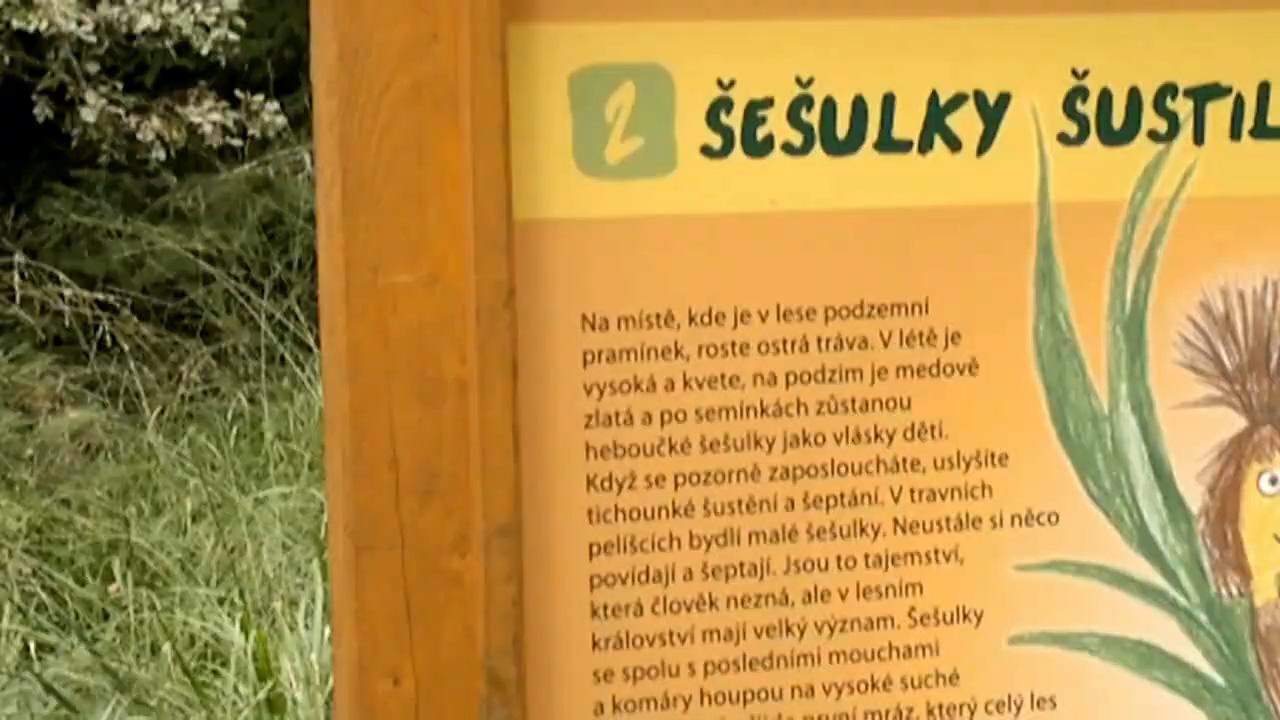 2 ŠEŠULKY ŠUSTIL
Na místě, kde je v lese podzemní
pramínek, roste ostrá tráva. V létě je
vysoká a kvete, na podzim je medově
zlatá a po semínkách zůstanou
heboučké šešulky jako vlásky dětí.
Když se pozorně zaposloucháte, uslyšíte
tichounké šustění a šeptání. V travních
pelíšcích bydlí malé šešulky. Neustále si něco
povídají a šeptají. Jsou to tajemství,
která člověk nezná, ale v lesním
království mají velký význam. Šešulky
se spolu s posledními mouchami
a komáry houpou na vysoké suché
první mráz, který celý les